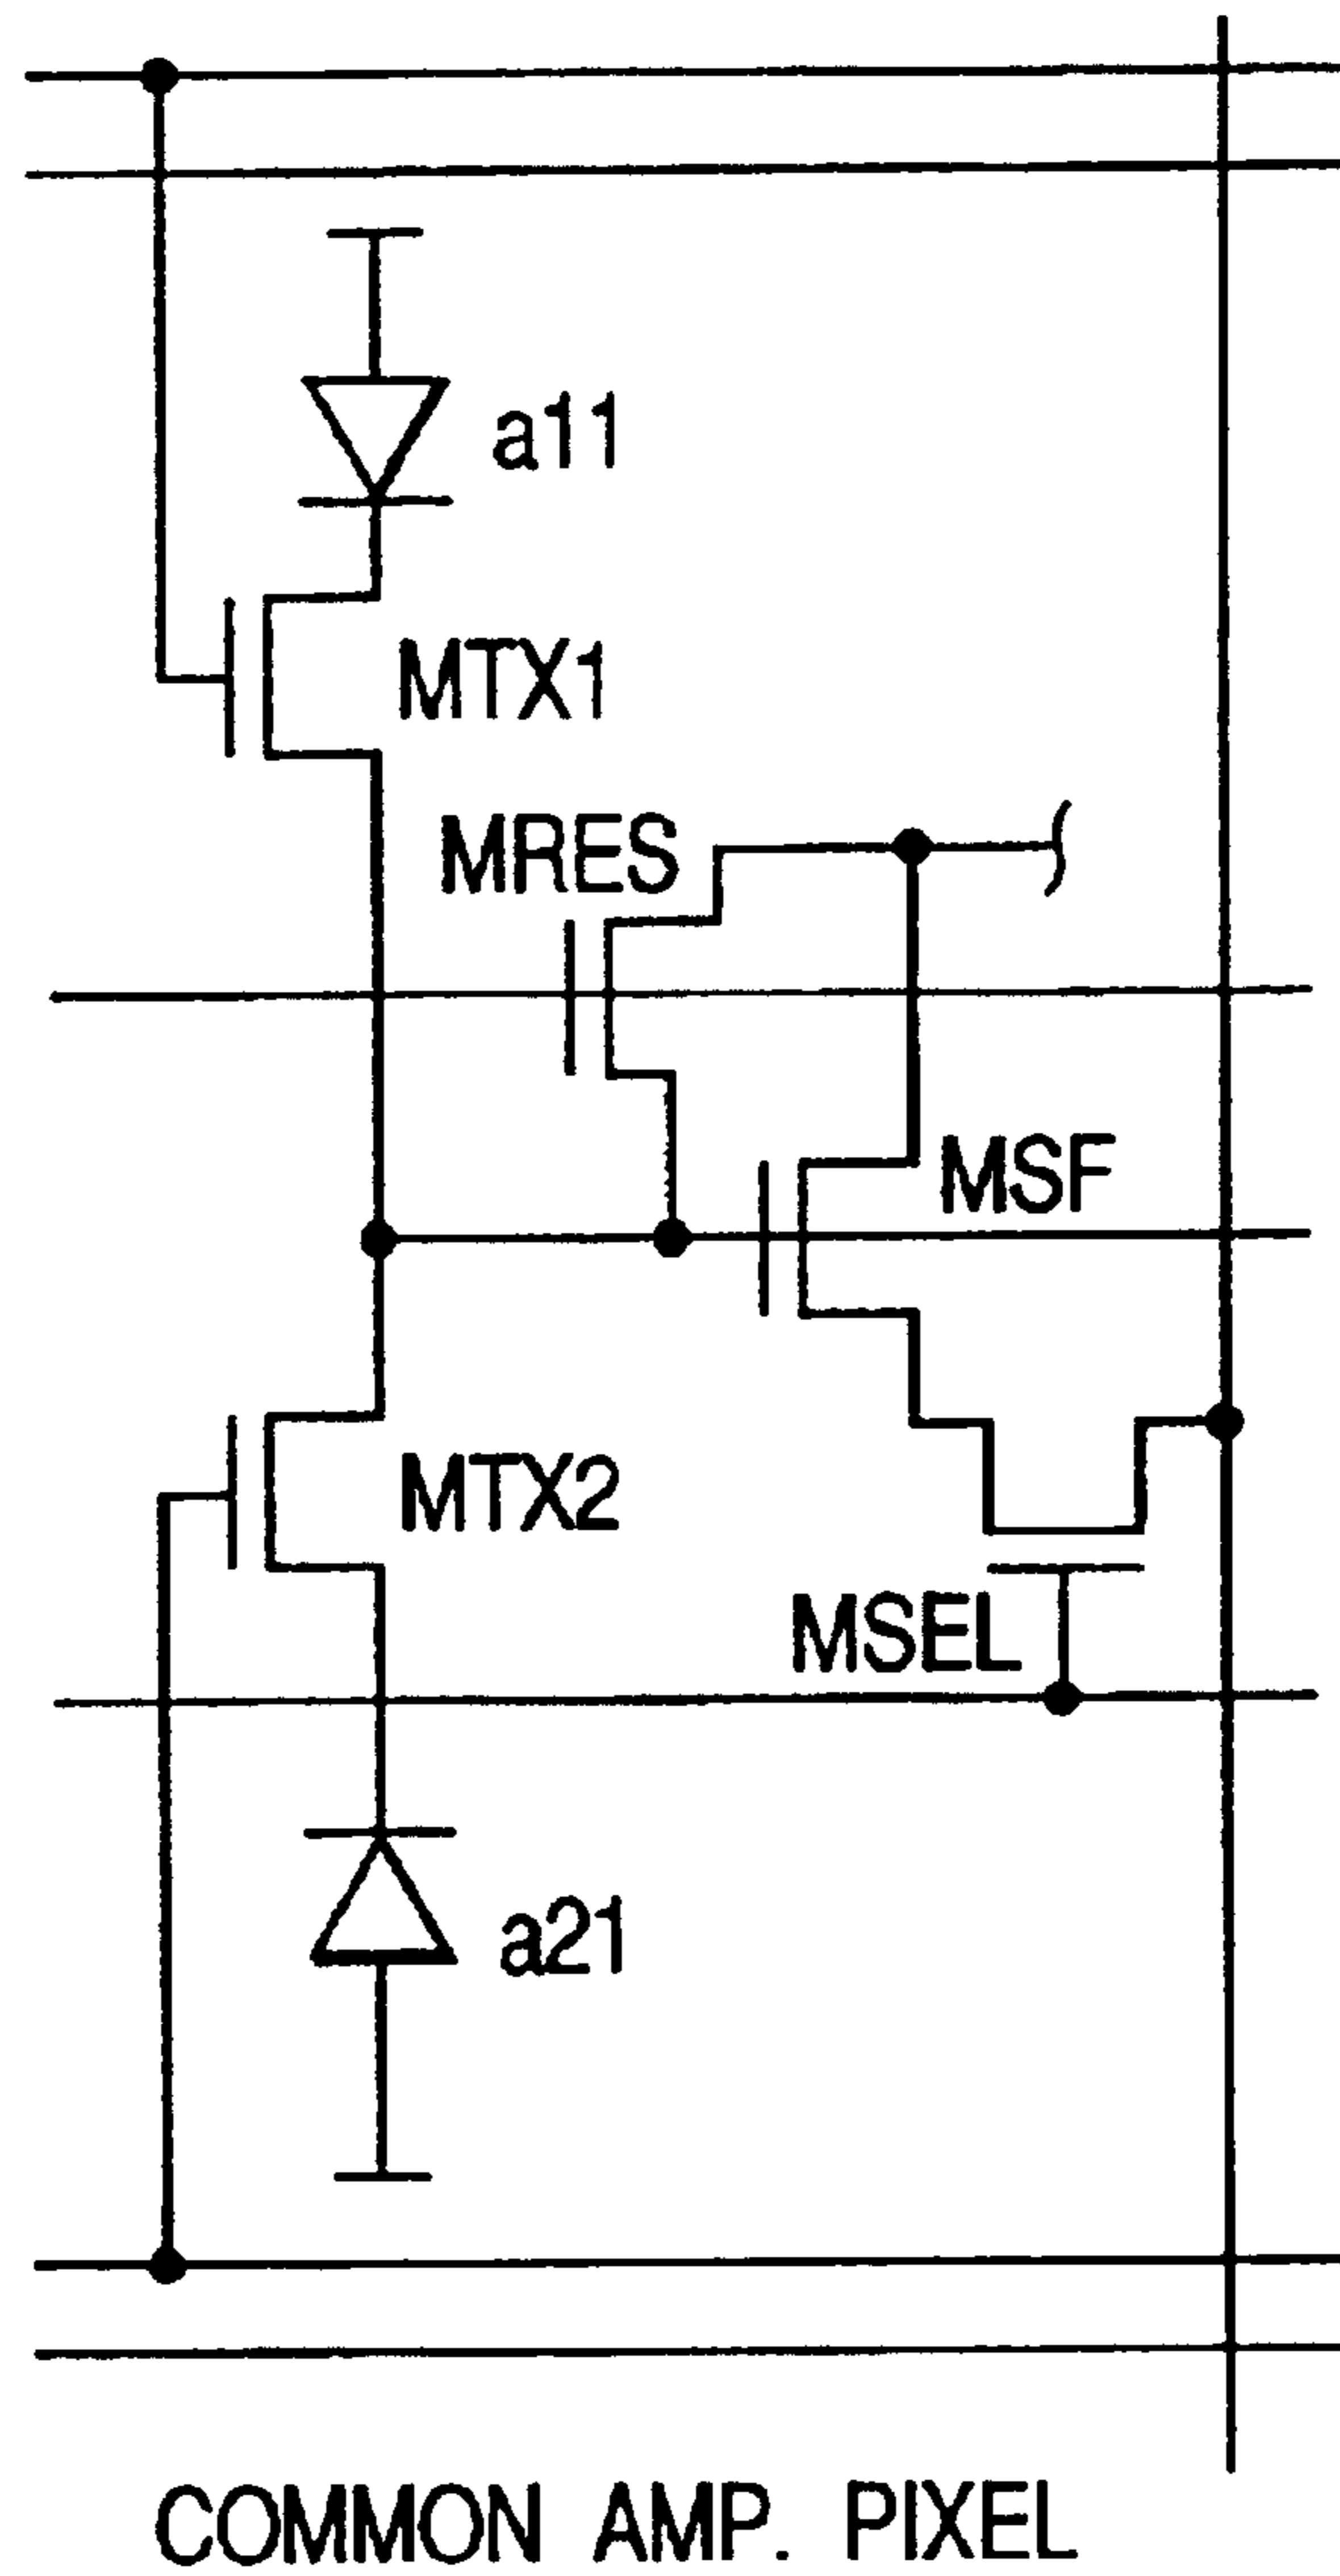 a11
MTX1
MRES
MSF
MTX2
MSEL
a21
COMMON AMP. PIXEL